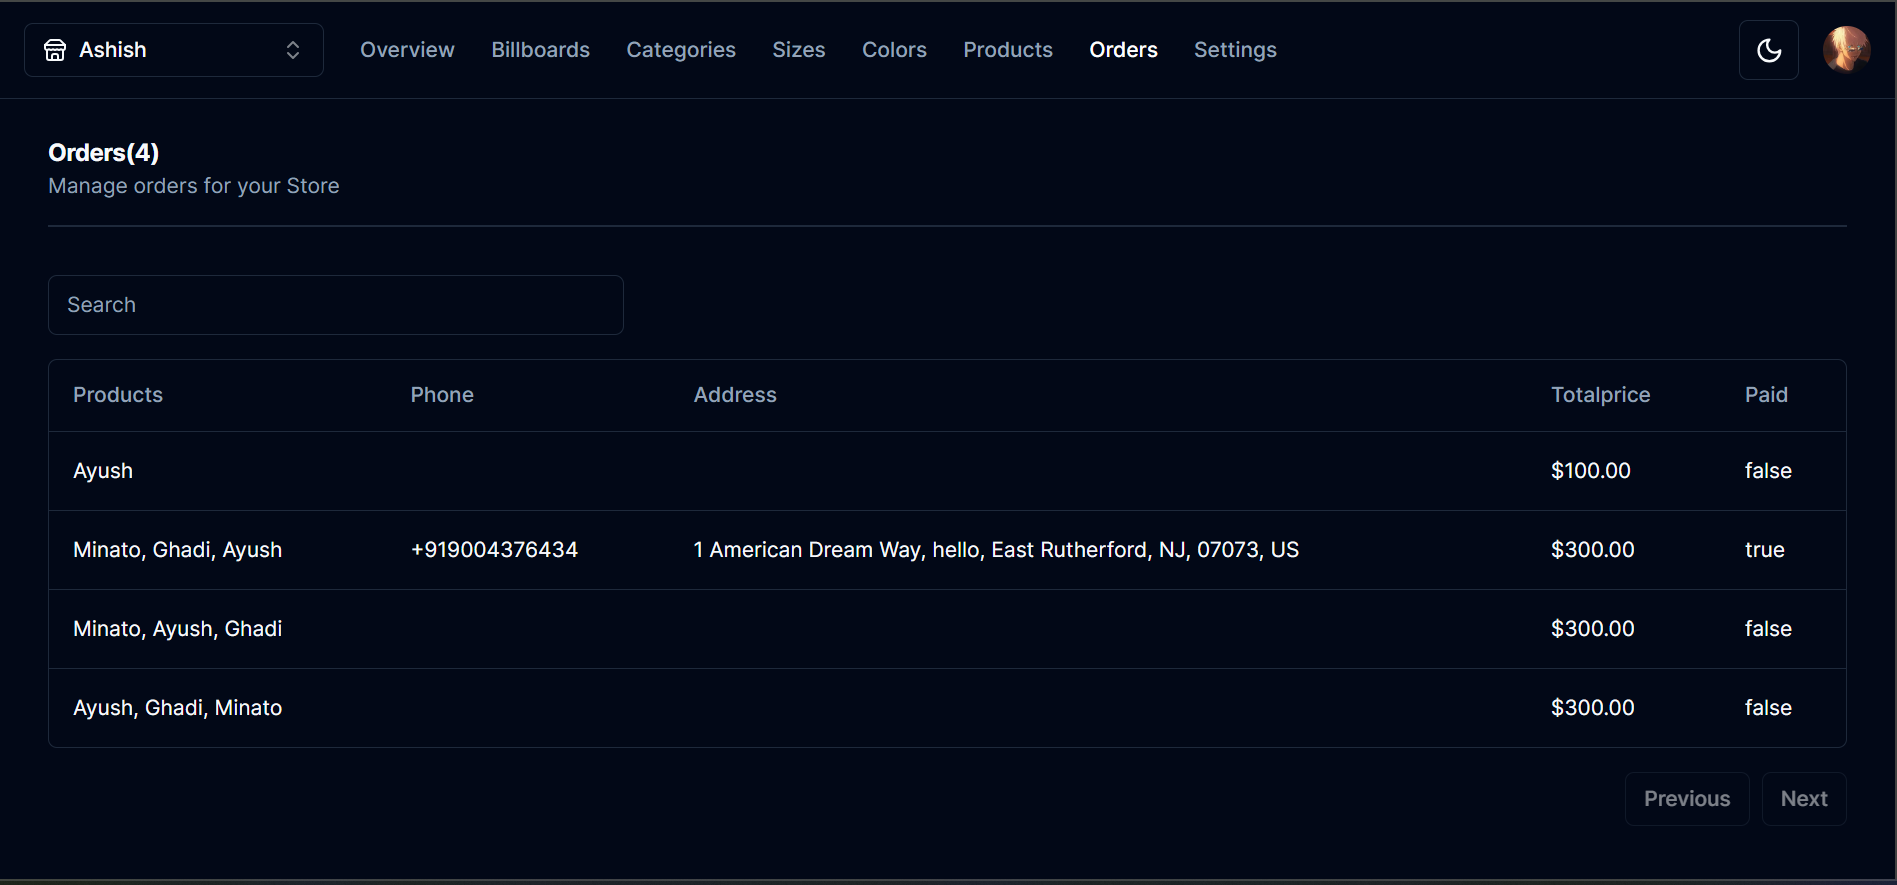 Ashish Overview Billboards Categories Sizes Colors Products Orders Settings
Orders(4)
Manage orders for your Store
Search
Products Phone Address Totalprice Paid
Ayush $100.00 false
Minato, Ghadi, Ayush +919004376434 1 American Dream Way, hello, East Rutherford, NJ, 07073, US $300.00 true
Minato, Ayush, Ghadi $300.00 false
Ayush, Ghadi, Minato $300.00 false
Previous Next